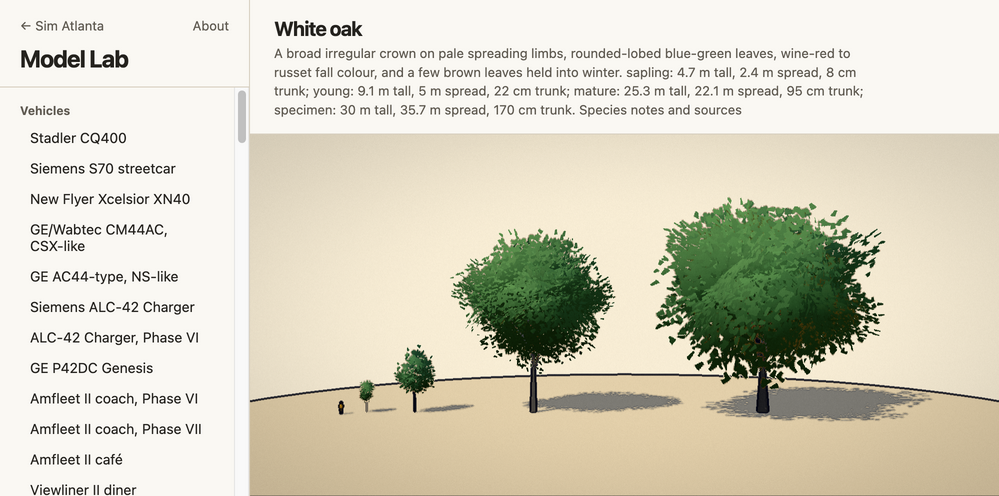 ← Sim Atlanta
About
Model Lab
Vehicles
Stadler CQ400
Siemens S70 streetcar
New Flyer Xcelsior XN40
GE/Wabtec CM44AC,
CSX-like
GE AC44-type, NS-like
Siemens ALC-42 Charger
ALC-42 Charger, Phase VI
GE P42DC Genesis
Amfleet II coach, Phase VI
Amfleet II coach, Phase VII
Amfleet II café
Viewliner II diner
White oak
A broad irregular crown on pale spreading limbs, rounded-lobed blue-green leaves, wine-red to
russet fall colour, and a few brown leaves held into winter. sapling: 4.7 m tall, 2.4 m spread, 8 cm
trunk; young: 9.1 m tall, 5 m spread, 22 cm trunk; mature: 25.3 m tall, 22.1 m spread, 95 cm trunk;
specimen: 30 m tall, 35.7 m spread, 170 cm trunk. Species notes and sources